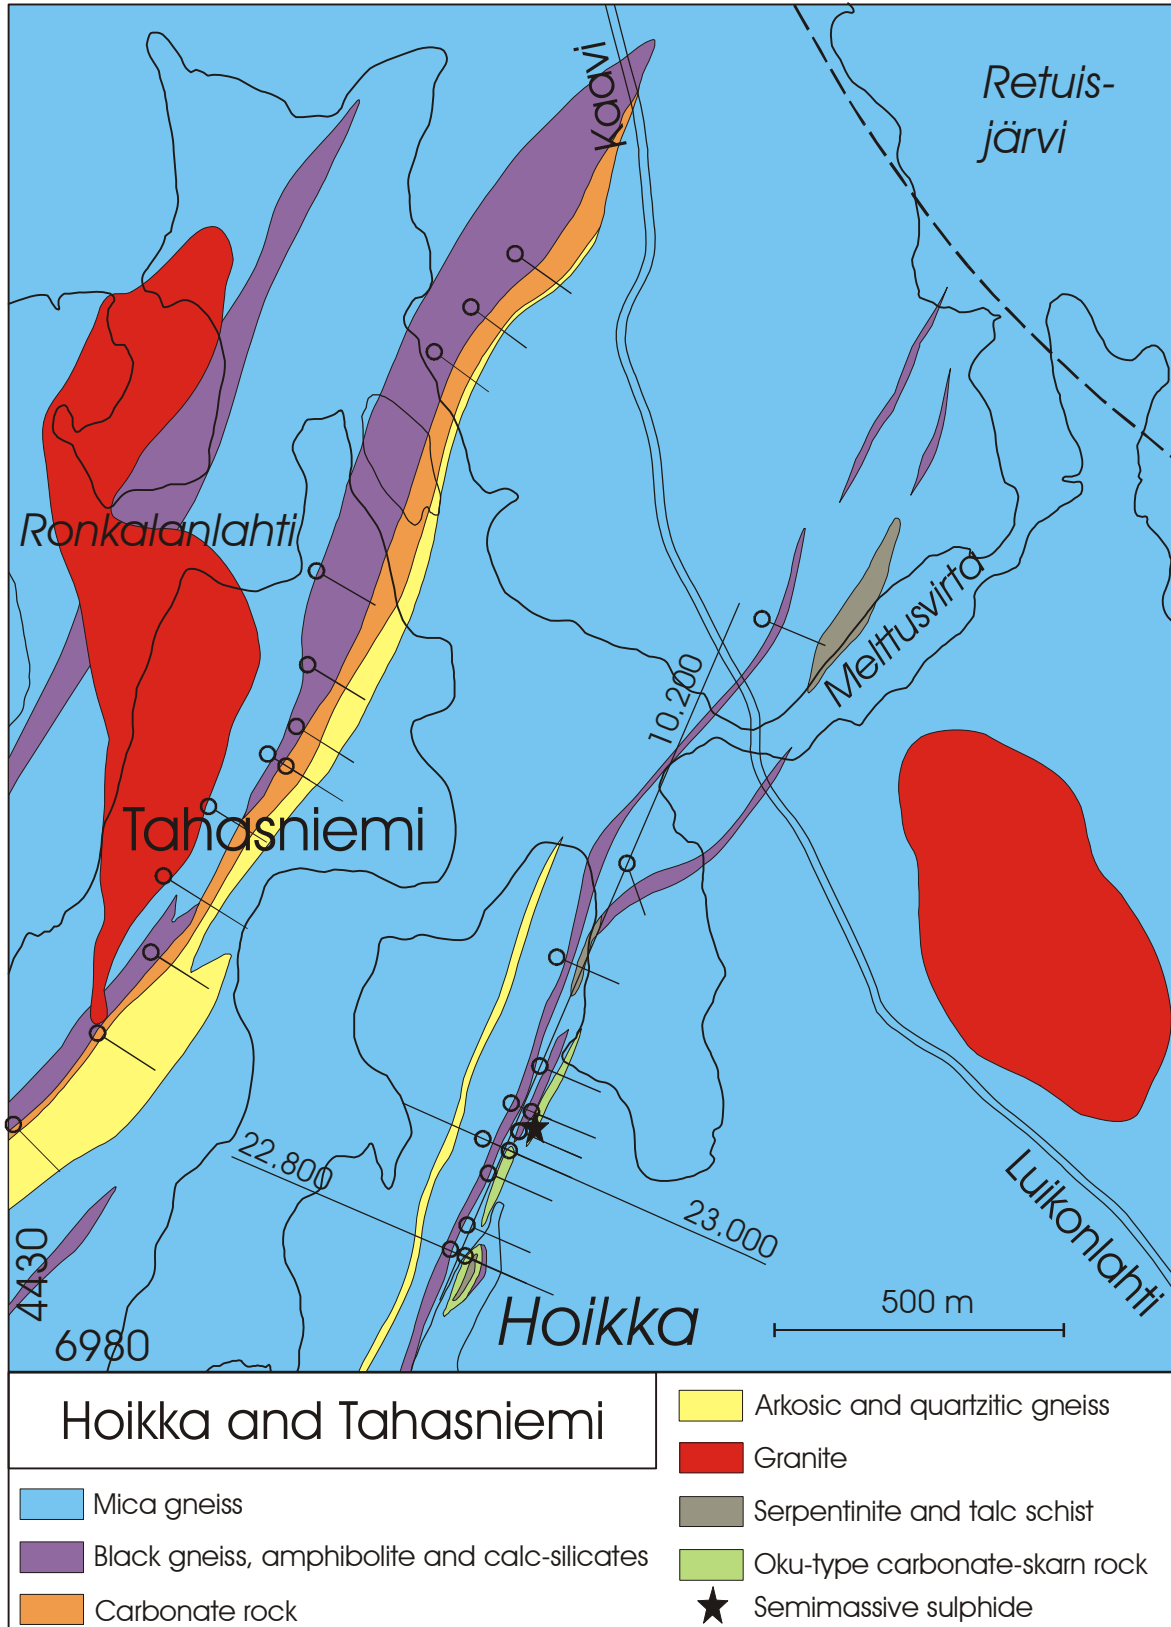 Kaavi
Retuis-
järvi
Ronkalanlahti
Melttusvirta
10.200
Tahasniemi
22.800
23.000
Luikonlahti
4430
6980
Hoikka
500 m
Hoikka and Tahasniemi
Mica gneiss
Black gneiss, amphibolite and calc-silicates
Carbonate rock
Arkosic and quartzitic gneiss
Granite
Serpentinite and talc schist
Oku-type carbonate-skarn rock
Semimassive sulphide